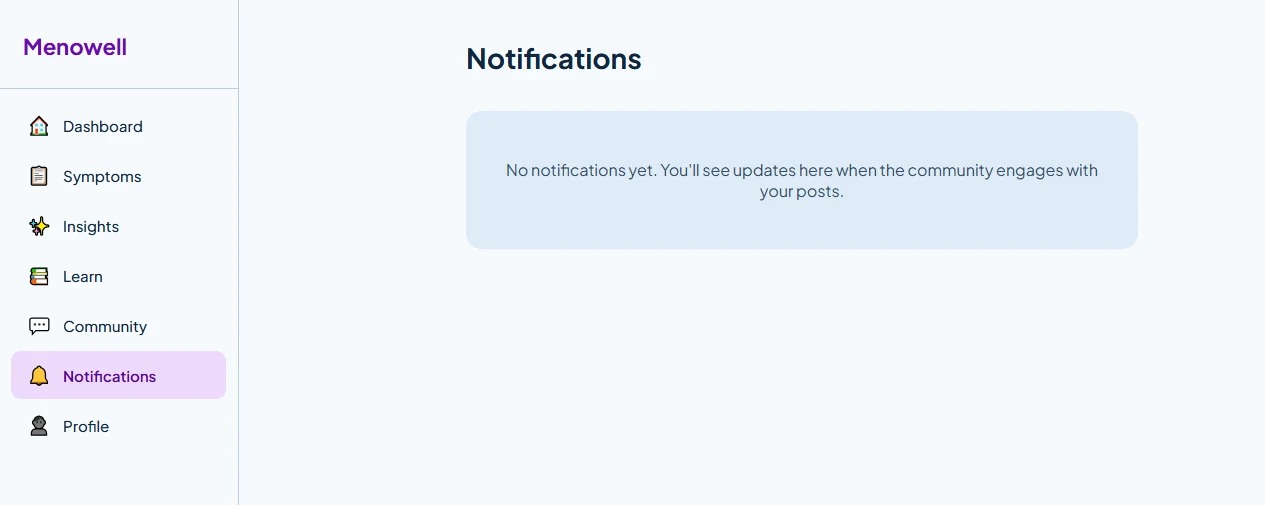 Menowell
Dashboard
Symptoms
Insights
Learn
Community
Notifications
Profile
Notifications
No notifications yet. You'll see updates here when the community engages with
your posts.